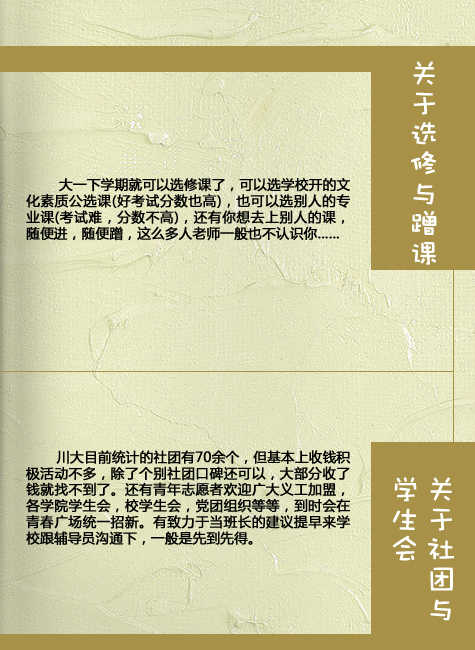 关于选修与蹭课
大一下学期就可以选修课了，可以选学校开的文
化素质公选课(好考试分数也高)，也可以选别人的专
业课(考试难，分数不高)，还有你想去上别人的课，
随便进，随便蹭，这么多人老师一般也不认识你......
关于社团与
学生会
川大目前统计的社团有70余个，但基本上收钱积
极活动不多，除了个别社团口碑还可以，大部分收了
钱就找不到了。还有青年志愿者欢迎广大义工加盟，
各学院学生会，校学生会，党团组织等等，到时会在
青春广场统一招新。有致力于当班长的建议提早来学
校跟辅导员沟通下，一般是先到先得。